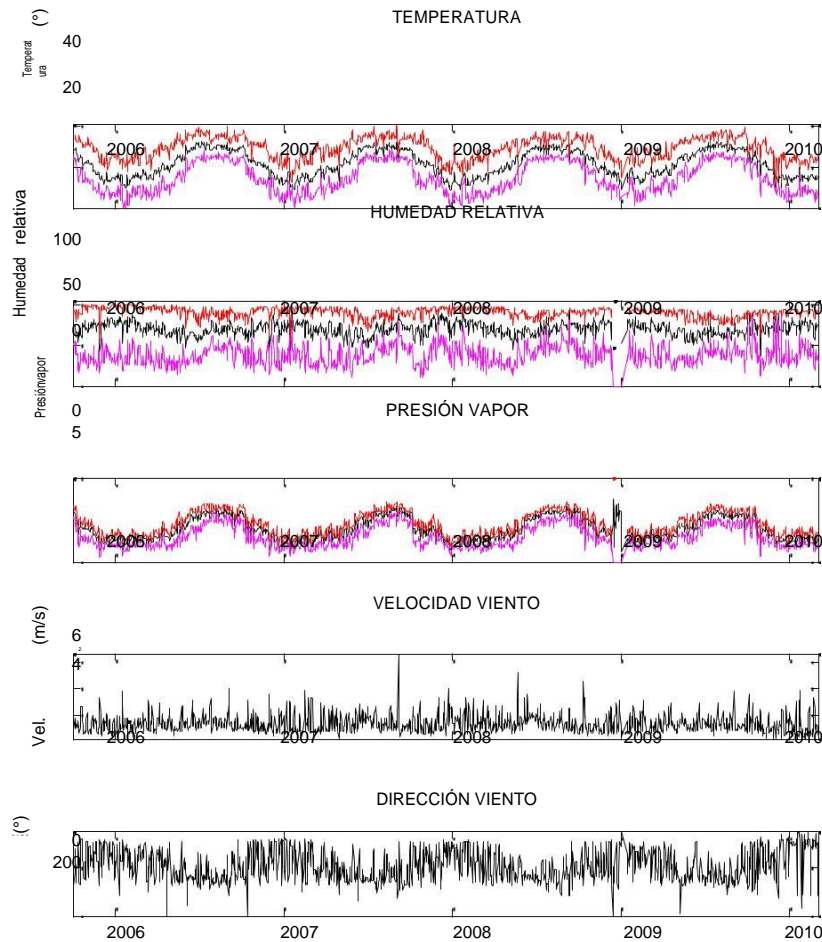 TEMPERATURA
(°)
Temperat
ura
40
20
2006 2007 2008 2009 2010
HUMEDAD RELATIVA
Humedad relativa
100
50
0
2006 2007 2008 2009 2010
PRESIÓN VAPOR
Presiónvapor
0
5
2006 2007 2008 2009 2010
VELOCIDAD VIENTO
Vel. (m/s)
6
4
2
2006 2007 2008 2009 2010
DIRECCIÓN VIENTO
(°)
0
200
2006 2007 2008 2009 2010